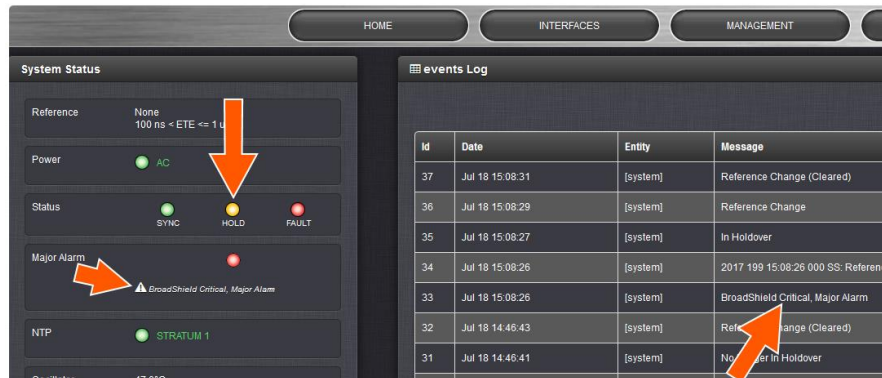 HOME
INTERFACES
MANAGEMENT
System Status
Reference
None
100 ns < ETE <= 1 u
Power
AC
Status
SYNC
HOLD
FAULT
Major Alarm
BroadShield Critical, Major Alam
NTP
STRATUM 1
events Log
Id Date Entity Message
37 Jul 18 15:08:31 [system] Reference Change (Cleared)
36 Jul 18 15:08:29 [system] Reference Change
35 Jul 18 15:08:27 [system] In Holdover
34 Jul 18 15:08:26 [system] 2017 199 15:08:26 000 SS: Referen
33 Jul 18 15:08:26 [system] BroadShield Critical, Major Alarm
32 Jul 18 14:46:43 [system] (Cleared)
31 Jul 18 14:46:41 [system] In Holdover